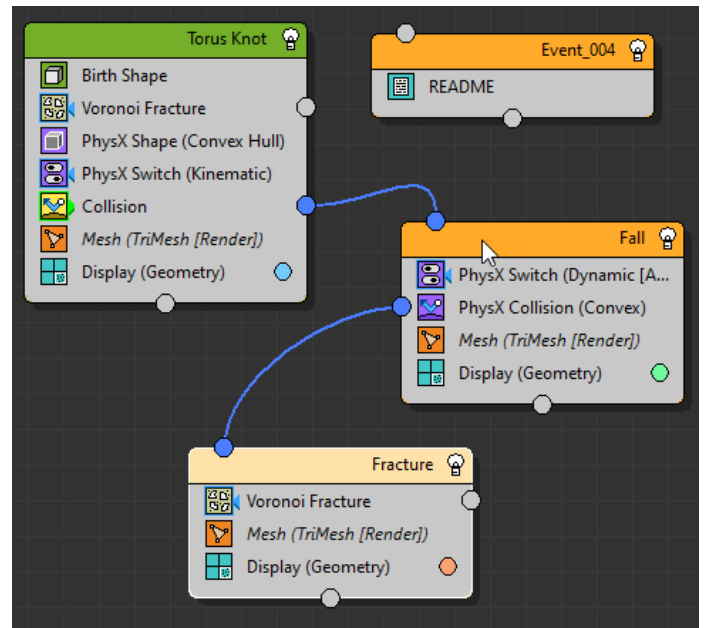 Torus Knot
Birth Shape
Voronoi Fracture
PhysX Shape (Convex Hull)
PhysX Switch (Kinematic)
Collision
Mesh (TriMesh [Render])
Display (Geometry)
Event_004
README
Fall
PhysX Switch (Dynamic [A...
PhysX Collision (Convex)
Mesh (TriMesh [Render])
Display (Geometry)
Fracture
Voronoi Fracture
Mesh (TriMesh [Render])
Display (Geometry)